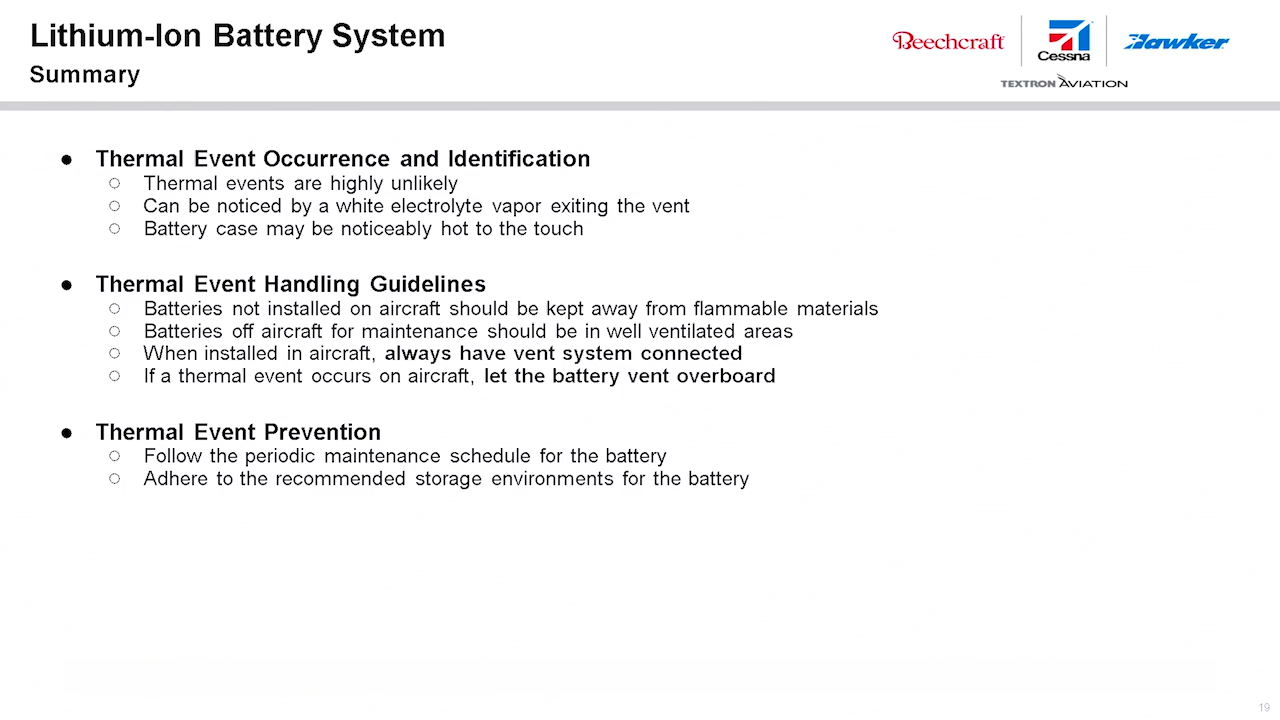 Lithium-Ion Battery System
Summary
Beechcraft
Cessna
Hawker
TEXTRON AVIATION
● Thermal Event Occurrence and Identification
○ Thermal events are highly unlikely
○ Can be noticed by a white electrolyte vapor exiting the vent
○ Battery case may be noticeably hot to the touch
● Thermal Event Handling Guidelines
○ Batteries not installed on aircraft should be kept away from flammable materials
○ Batteries off aircraft for maintenance should be in well ventilated areas
○ When installed in aircraft, always have vent system connected
○ If a thermal event occurs on aircraft, let the battery vent overboard
● Thermal Event Prevention
○ Follow the periodic maintenance schedule for the battery
○ Adhere to the recommended storage environments for the battery
19